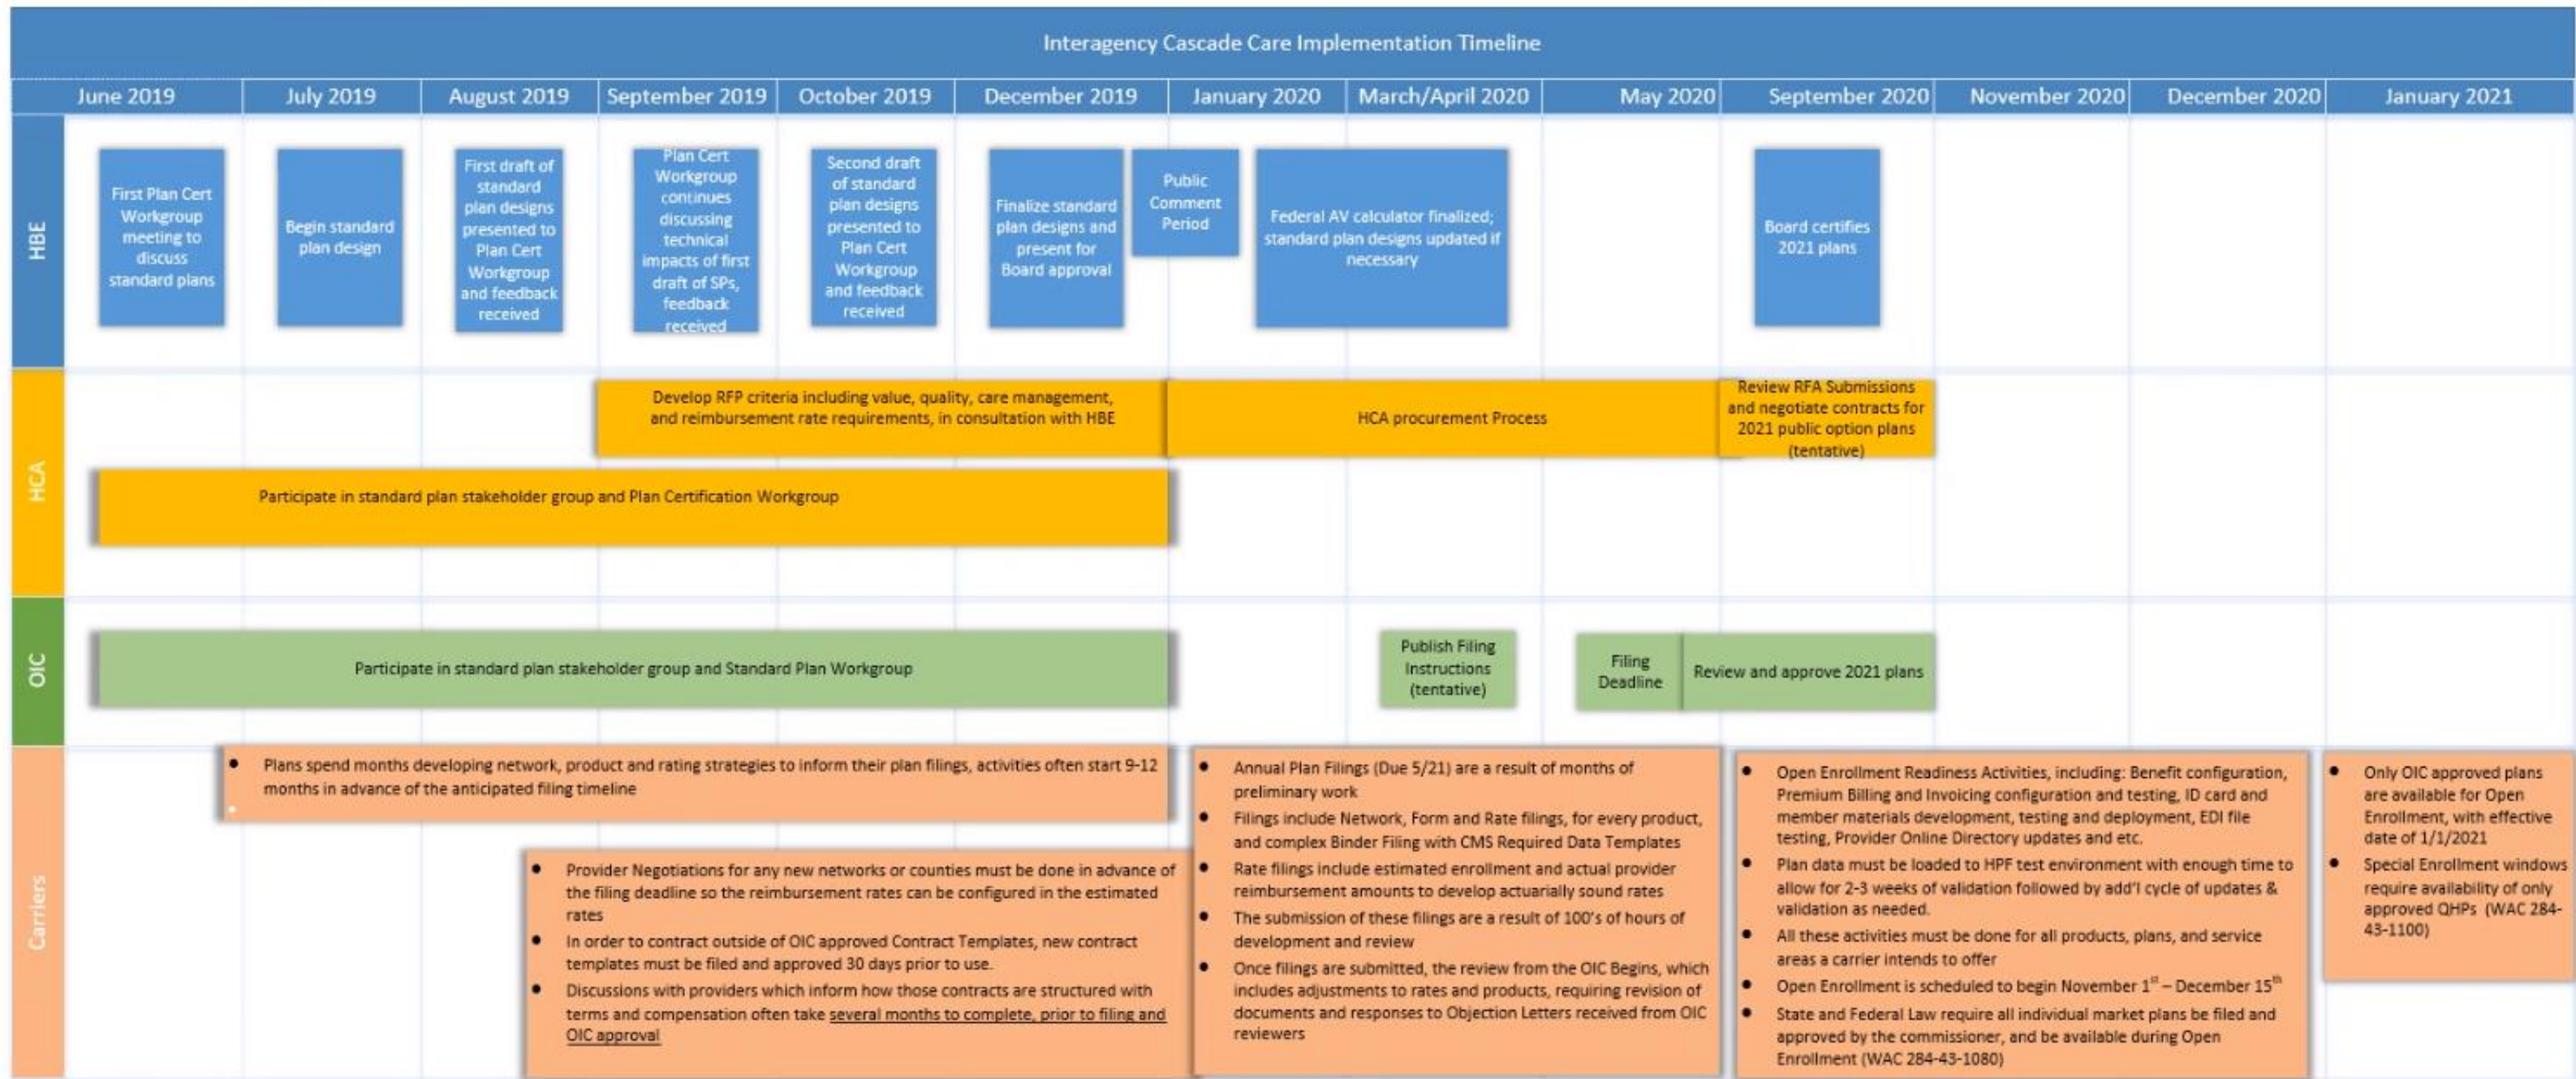 Interagency Cascade Care Implementation Timeline
June 2019
July 2019
August 2019
September 2019
October 2019
December 2019
January 2020
March/April 2020
May 2020
September 2020
November 2020
December 2020
January 2021
HBE
First Plan Cert
Workgroup
meeting to
discuss
standard plans
Begin standard
plan design
First draft of
standard
plan designs
presented to
Plan Cert
Workgroup
and feedback
received
Plan Cert
Workgroup
continues
discussing
technical
impacts of first
draft of SPs,
feedback
received
Second draft
of standard
plan designs
presented to
Plan Cert
Workgroup
and feedback
received
Finalize standard
plan designs and
present for
Board approval
Public
Comment
Period
Federal AV calculator finalized;
standard plan designs updated if
necessary
Board certifies
2021 plans
HCA
Develop RFP criteria including value, quality, care management,
and reimbursement rate requirements, in consultation with HBE
HCA procurement Process
Review RFA Submissions
and negotiate contracts for
2021 public option plans
(tentative)
Participate in standard plan stakeholder group and Plan Certification Workgroup
OIC
Participate in standard plan stakeholder group and Standard Plan Workgroup
Publish Filing
Instructions
(tentative)
Filing
Deadline
Review and approve 2021 plans
Carriers
• Plans spend months developing network, product and rating strategies to inform their plan filings, activities often start 9-12
months in advance of the anticipated filing timeline
• Provider Negotiations for any new networks or counties must be done in advance of
the filing deadline so the reimbursement rates can be configured in the estimated
rates
• In order to contract outside of OIC approved Contract Templates, new contract
templates must be filed and approved 30 days prior to use.
• Discussions with providers which inform how those contracts are structured with
terms and compensation often take several months to complete, prior to filing and
OIC approval
• Annual Plan Filings (Due 5/21) are a result of months of
preliminary work
• Filings include Network, Form and Rate filings, for every product,
and complex Binder Filing with CMS Required Data Templates
• Rate filings include estimated enrollment and actual provider
reimbursement amounts to develop actuarially sound rates
• The submission of these filings are a result of 100's of hours of
development and review
• Once filings are submitted, the review from the OIC Begins, which
includes adjustments to rates and products, requiring revision of
documents and responses to Objection Letters received from OIC
reviewers
• Open Enrollment Readiness Activities, including: Benefit configuration,
Premium Billing and Invoicing configuration and testing, ID card and
member materials development, testing and deployment, EDI file
testing, Provider Online Directory updates and etc.
• Plan data must be loaded to HPF test environment with enough time to
allow for 2-3 weeks of validation followed by add'l cycle of updates &
validation as needed.
• All these activities must be done for all products, plans, and service
areas a carrier intends to offer
• Open Enrollment is scheduled to begin November 1st – December 15th
• State and Federal Law require all individual market plans be filed and
approved by the commissioner, and be available during Open
Enrollment (WAC 284-43-1080)
• Only OIC approved plans
are available for Open
Enrollment, with effective
date of 1/1/2021
• Special Enrollment windows
require availability of only
approved QHPs (WAC 284-
43-1100)